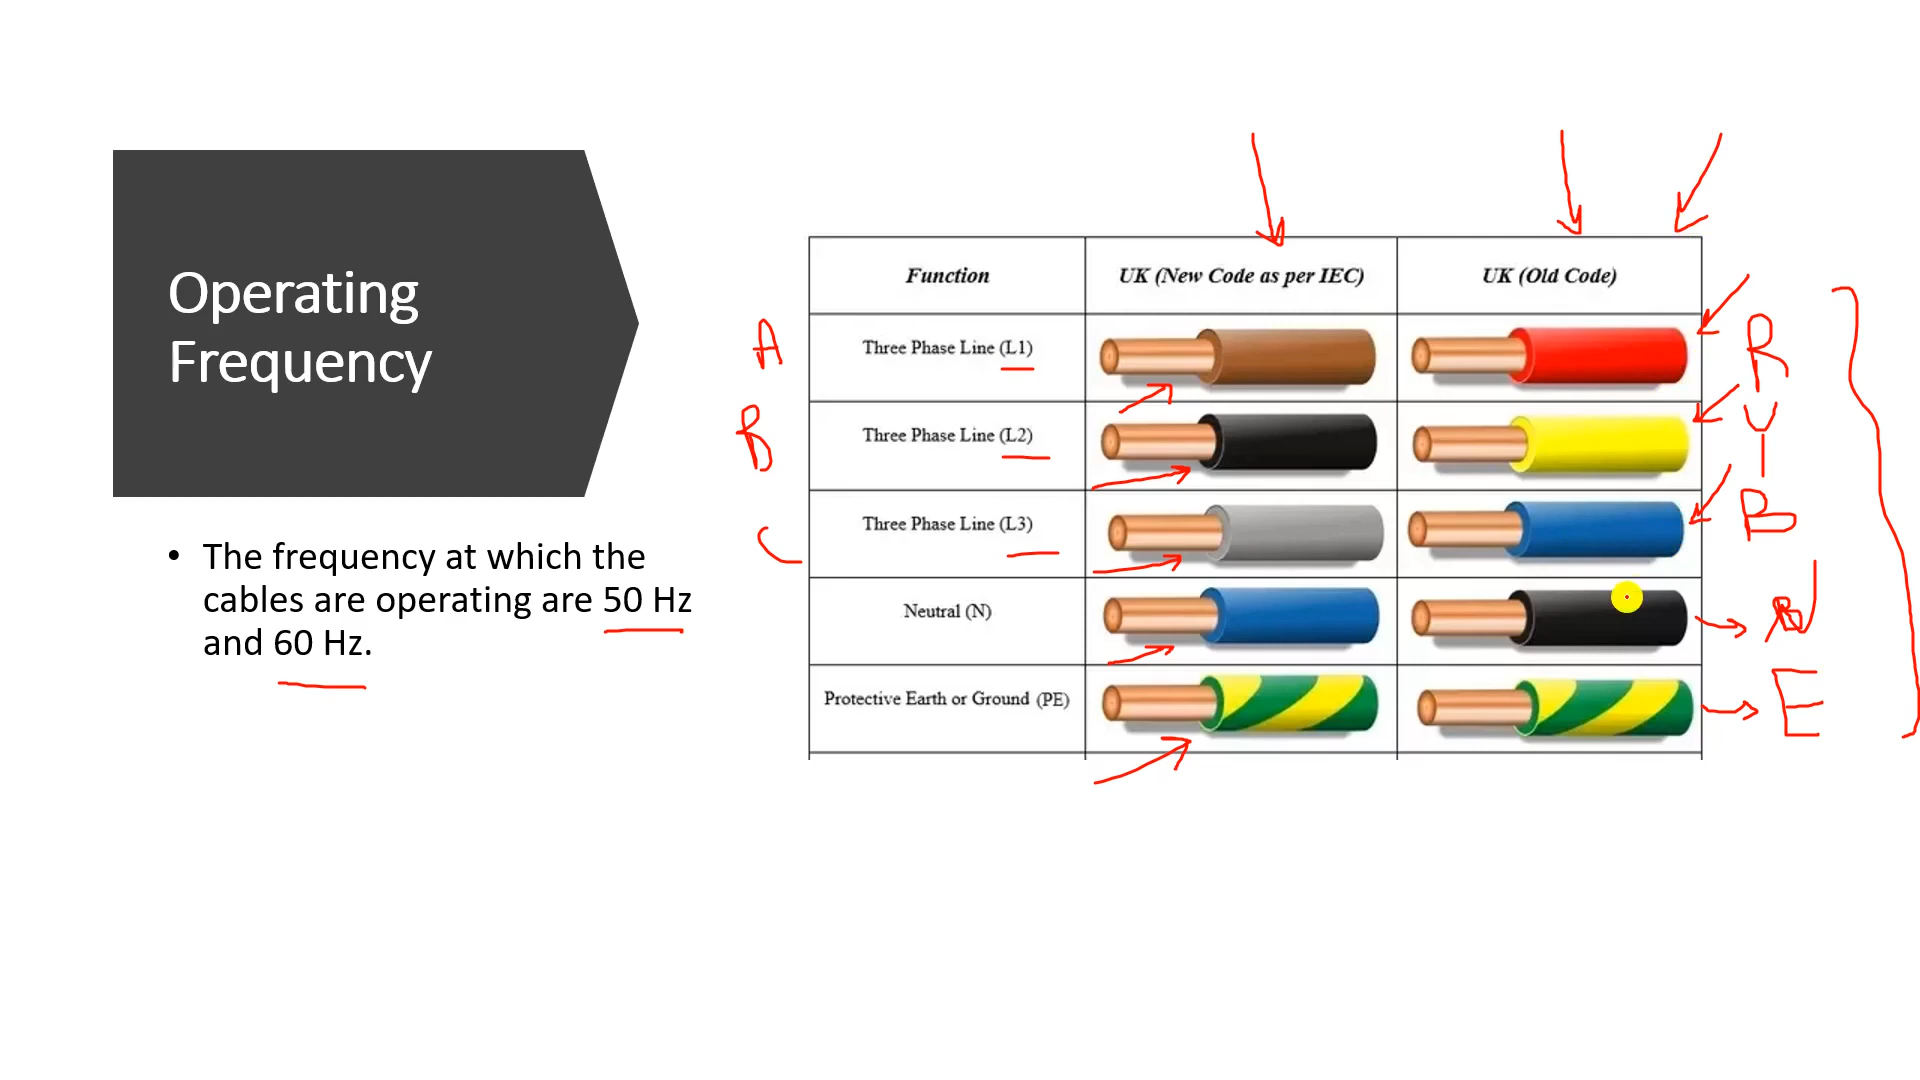 Operating
Frequency
• The frequency at which the
cables are operating are 50 Hz
and 60 Hz.
Function UK (New Code as per IEC) UK (Old Code)
A Three Phase Line (L1) R
B Three Phase Line (L2) Y
C Three Phase Line (L3) B
Neutral (N) N
Protective Earth or Ground (PE) E